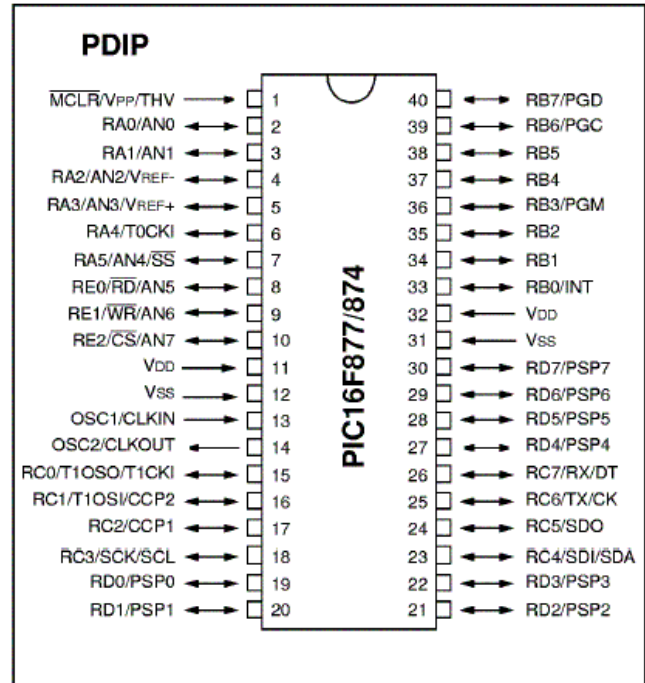 PDIP
MCLR/VPP/THV 1 40 RB7/PGD
RA0/AN0 2 39 RB6/PGC
RA1/AN1 3 38 RB5
RA2/AN2/VREF- 4 37 RB4
RA3/AN3/VREF+ 5 36 RB3/PGM
RA4/T0CKI 6 35 RB2
RA5/AN4/SS 7 34 RB1
RE0/RD/AN5 8 33 RB0/INT
RE1/WR/AN6 9 32 VDD
RE2/CS/AN7 10 31 VSS
VDD 11 30 RD7/PSP7
VSS 12 29 RD6/PSP6
OSC1/CLKIN 13 28 RD5/PSP5
OSC2/CLKOUT 14 27 RD4/PSP4
RC0/T1OSO/T1CKI 15 26 RC7/RX/DT
RC1/T1OSI/CCP2 16 25 RC6/TX/CK
RC2/CCP1 17 24 RC5/SDO
RC3/SCK/SCL 18 23 RC4/SDI/SDA
RD0/PSP0 19 22 RD3/PSP3
RD1/PSP1 20 21 RD2/PSP2
PIC16F877/874